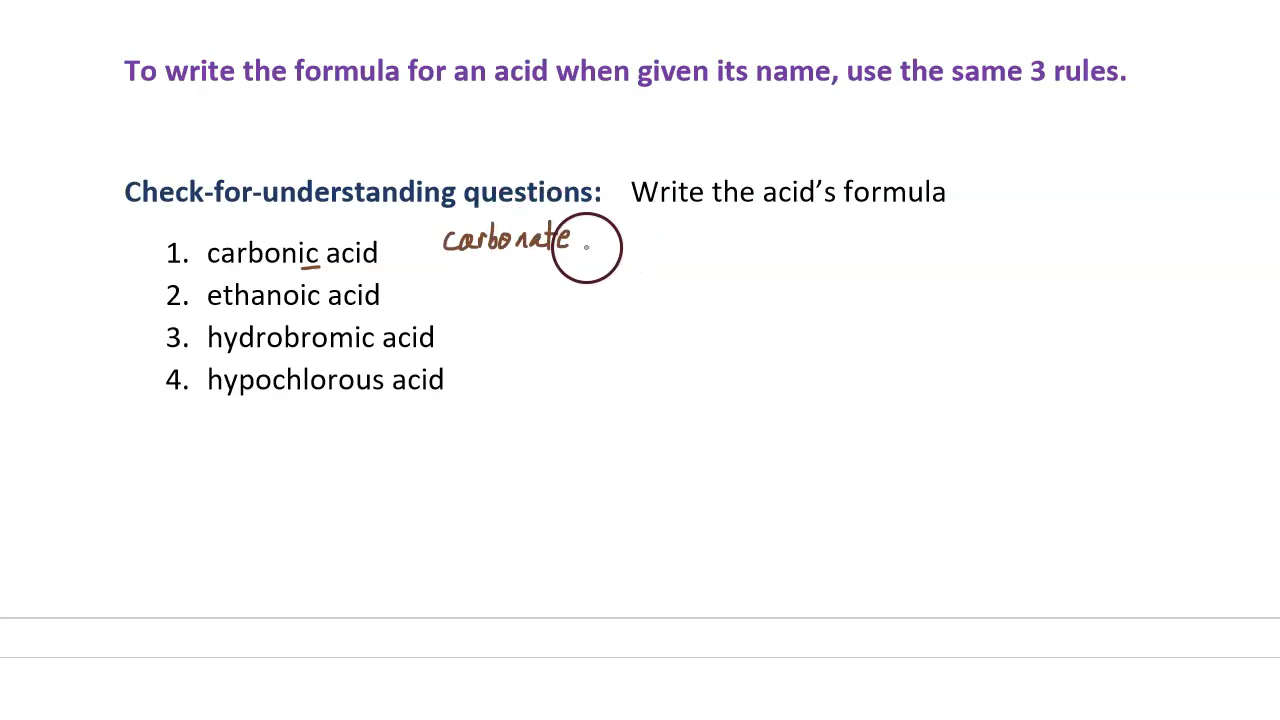 To write the formula for an acid when given its name, use the same 3 rules.
Check-for-understanding questions: Write the acid’s formula
1. carbonic acid carbonate
2. ethanoic acid
3. hydrobromic acid
4. hypochlorous acid